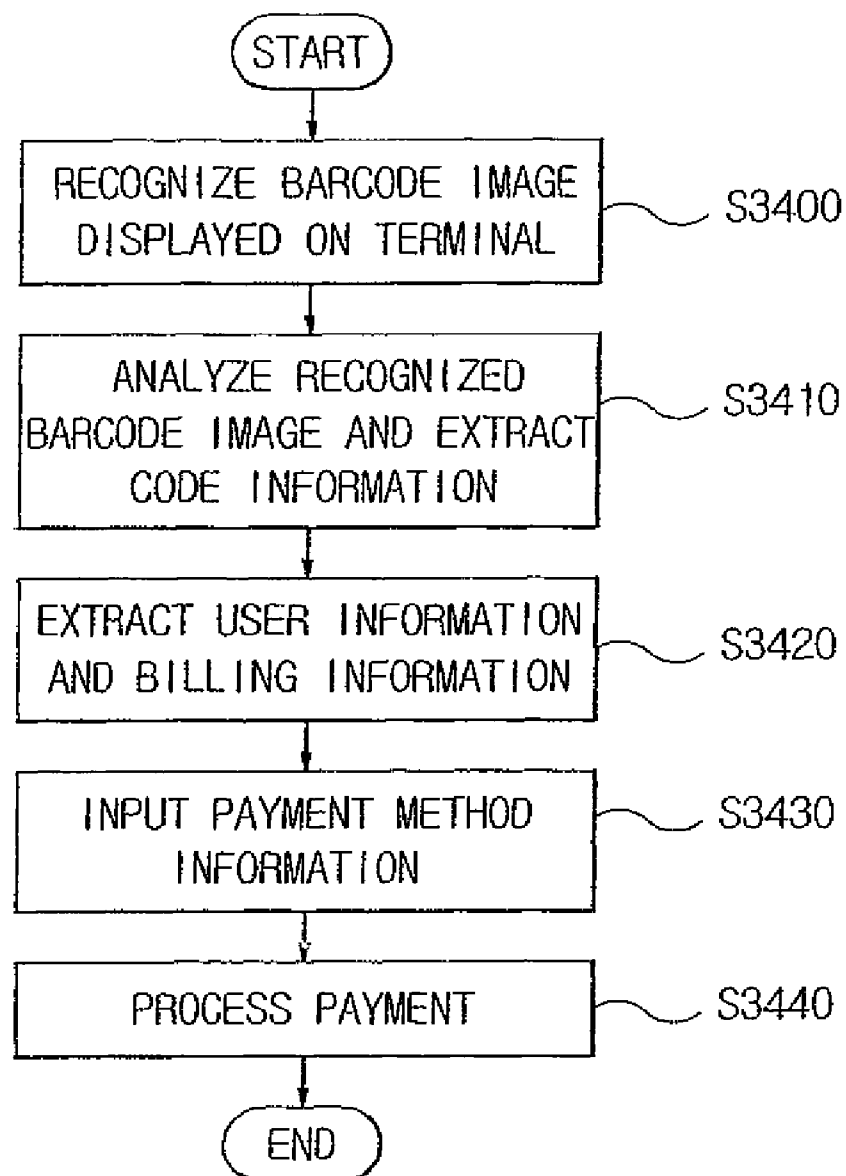 START
RECOGNIZE BARCODE IMAGE
DISPLAYED ON TERMINAL
S3400
ANALYZE RECOGNIZED
BARCODE IMAGE AND EXTRACT
CODE INFORMATION
S3410
EXTRACT USER INFORMATION
AND BILLING INFORMATION
S3420
INPUT PAYMENT METHOD
INFORMATION
S3430
PROCESS PAYMENT
S3440
END